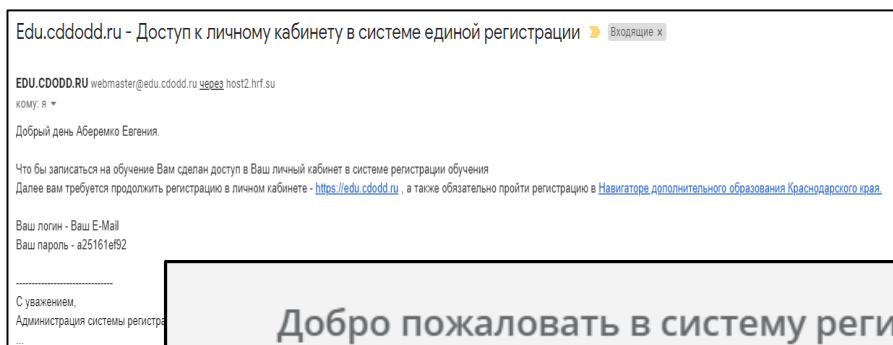 Edu.cddodd.ru - Доступ к личному кабинету в системе единой регистрации Входящие x
EDU.CDODD.RU webmaster@edu.cdodd.ru через host2.hrf.su
кому: я
Добрый день Аберемко Евгения.
Что бы записаться на обучение Вам сделан доступ в Ваш личный кабинет в системе регистрации обучения
Далее вам требуется продолжить регистрацию в личном кабинете - https://edu.cdodd.ru , а также обязательно пройти регистрацию в Навигаторе дополнительного образования Краснодарского края.
Ваш логин - Ваш E-Mail
Ваш пароль - a25161ef92
-------------------------------
С уважением,
Администрация системы регистра
...
Добро пожаловать в систему реги